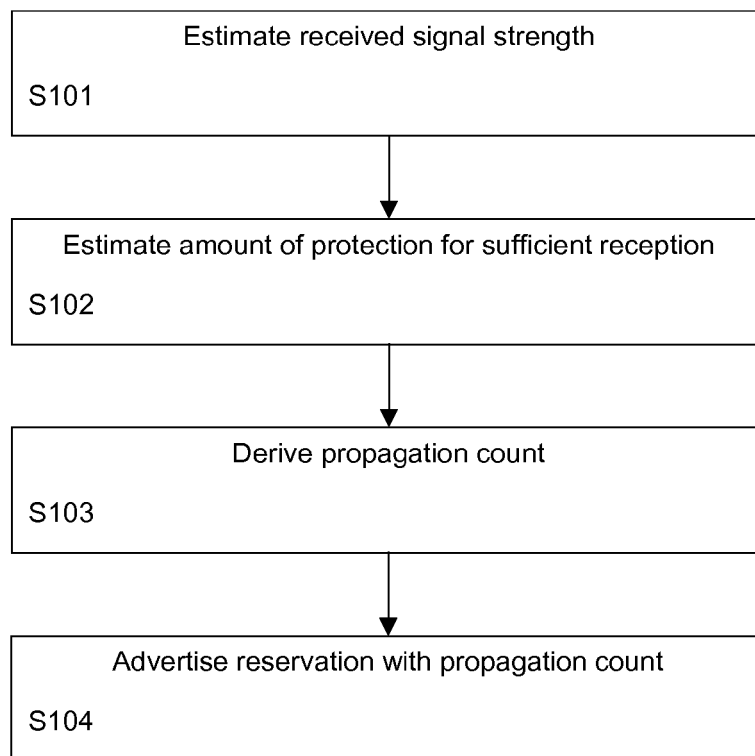 Estimate received signal strength
S101
Estimate amount of protection for sufficient reception
S102
Derive propagation count
S103
Advertise reservation with propagation count
S104